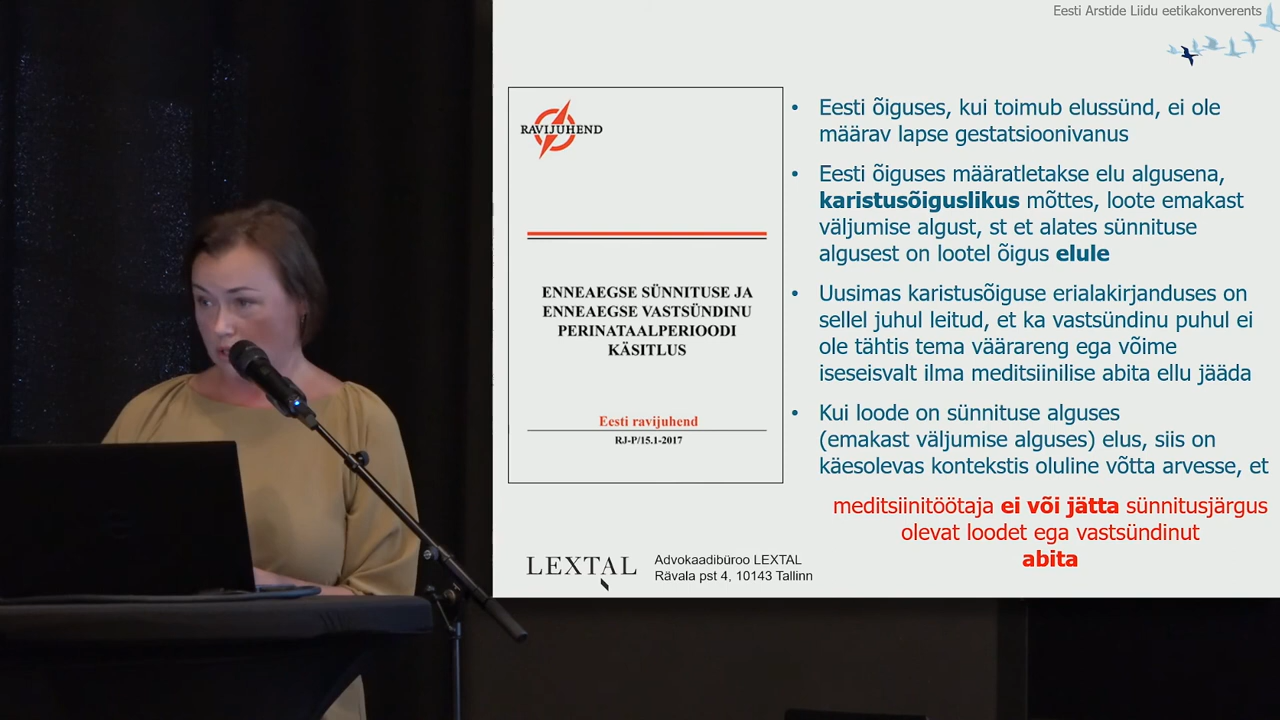 Eesti Arstide Liidu eetikakonverents
RAVIJUHEND
ENNEAEGSE SÜNNITUSE JA
ENNEAEGSE VASTSÜNDINU
PERINATAALPERIOODI
KÄSITLUS
Eesti ravijuhend
RJ-P/15.1-2017
• Eesti õiguses, kui toimub elussünd, ei ole
määrav lapse gestatsioonivanus
• Eesti õiguses määratletakse elu algusena,
karistusõiguslikus mõttes, loote emakast
väljumise algust, st et alates sünnituse
algusest on lootel õigus elule
• Uusimas karistusõiguse erialakirjanduses on
sellel juhul leitud, et ka vastsündinu puhul ei
ole tähtis tema väärareng ega võime
iseseisvalt ilma meditsiinilise abita ellu jääda
• Kui loode on sünnituse alguses
(emakast väljumise alguses) elus, siis on
käesolevas kontekstis oluline võtta arvesse, et
meditsiinitöötaja ei või jätta sünnitusjärgus
olevat loodet ega vastsündinut
abita
LEXTAL
Advokaadibüroo LEXTAL
Rävala pst 4, 10143 Tallinn